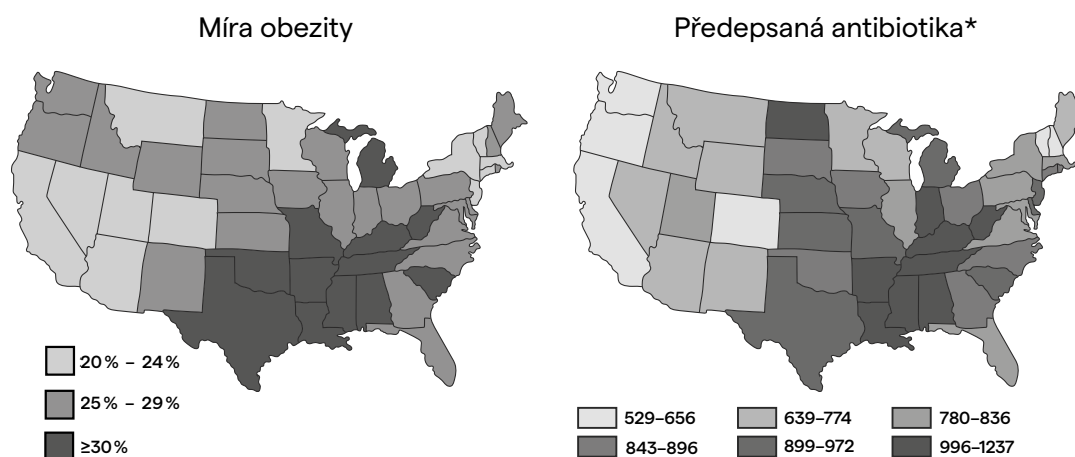 Míra obezity
Předepsaná antibiotika*
20 % – 24 %
25 % – 29 %
≥30 %
529–656
639–774
780–836
843–896
899–972
996–1237